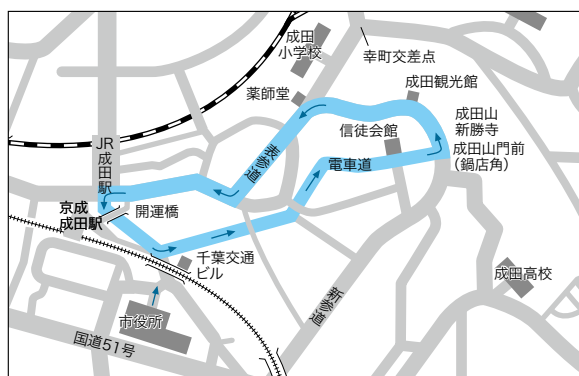 成田
小学校
幸町交差点
成田観光館
薬師堂
成田山
新勝寺
信徒会館
成田山門前
（鍋店角）
電車道
表参道
JR
成田駅
京成
成田駅
開運橋
千葉交通
ビル
新参道
成田高校
市役所
国道51号